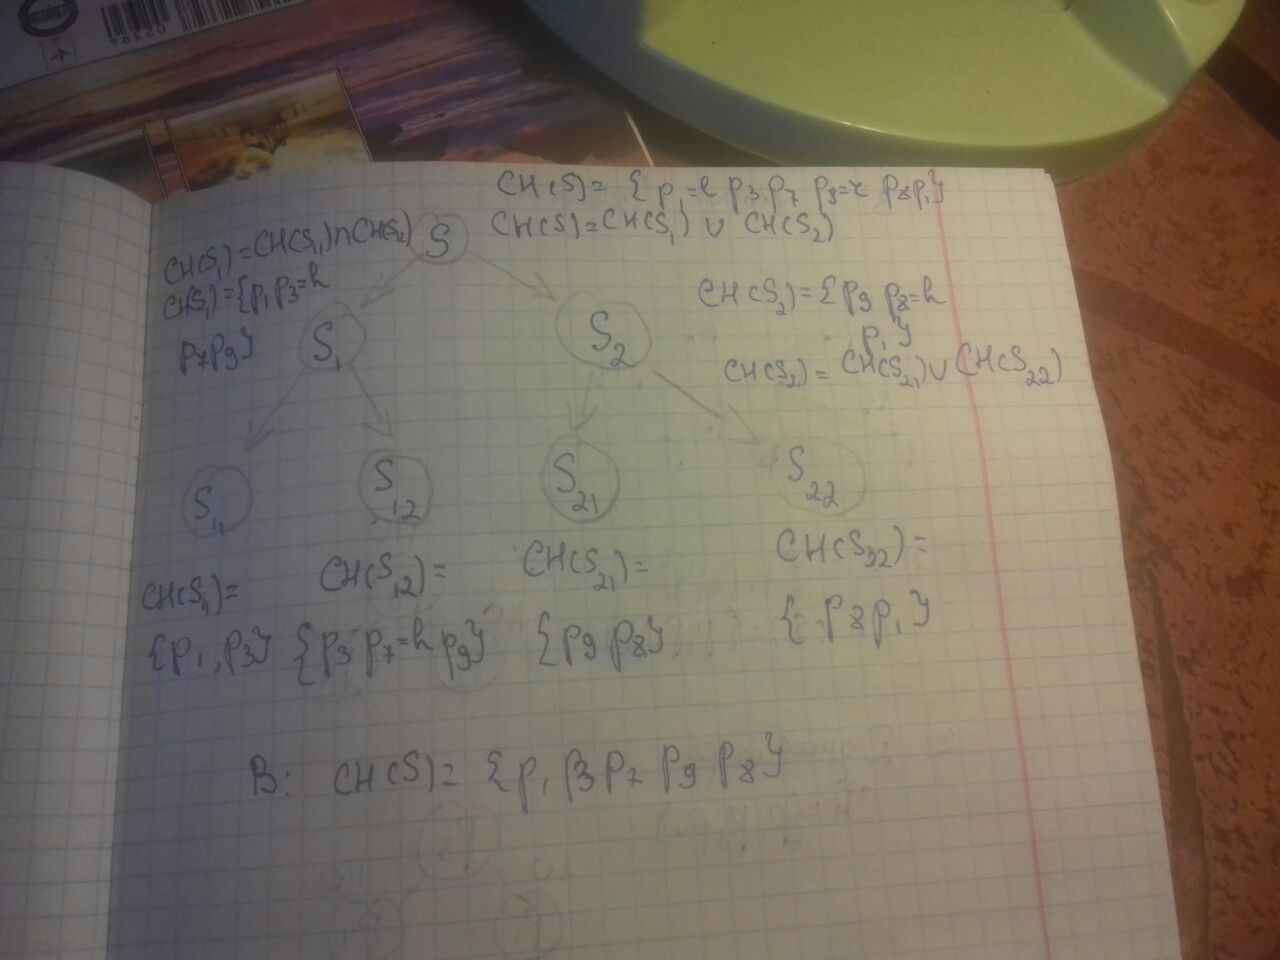 CH(S) = {p₁=l p₃ p₇ p₉=r p₈ p₁}
CH(S) = CH(S₁) ∪ CH(S₂)
CH(S₁) = CH(S₁) ∩ CH(S₂)
S
CH(S₁) = {p₁ p₃=h
p₇ p₉}
S₁
S₂
CH(S₂) = {p₉ p₈=h
p₁}
CH(S₂) = CH(S₂₁) ∪ CH(S₂₂)
S₁₁
S₁₂
S₂₁
S₂₂
CH(S₁₁) =
CH(S₁₂) =
CH(S₂₁) =
CH(S₂₂) =
{p₁, p₃}
{p₃ p₇=h p₉}
{p₉ p₈}
p₈ p₁}
B: CH(S) = {p₁ p₃ p₇ p₉ p₈}